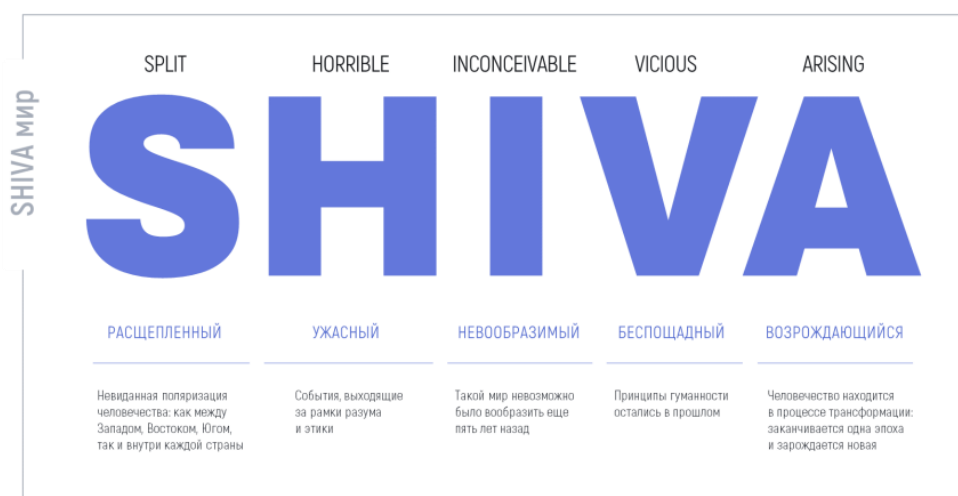 SHIVA мир
SPLIT
HORRIBLE
INCONCEIVABLE
VICIOUS
ARISING
SHIVA
РАСЩЕПЛЕННЫЙ
УЖАСНЫЙ
НЕВООБРАЗИМЫЙ
БЕСПОЩАДНЫЙ
ВОЗРОЖДАЮЩИЙСЯ
Невиданная поляризация
человечества: как между
Западом, Востоком, Югом,
так и внутри каждой страны
События, выходящие
за рамки разума
и этики
Такой мир невозможно
было вообразить еще
пять лет назад
Принципы гуманности
остались в прошлом
Человечество находится
в процессе трансформации:
заканчивается одна эпоха
и зарождается новая